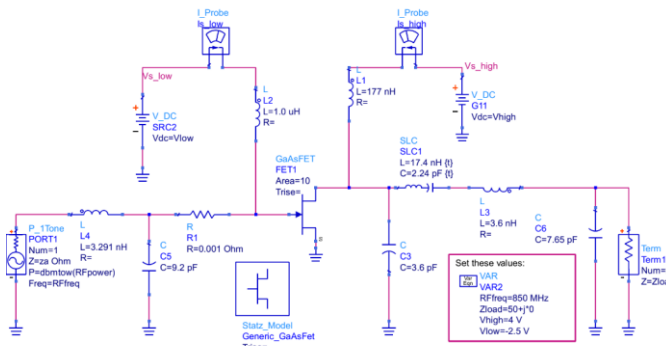 I_Probe
Is_low
I_Probe
Is_high
Vs_low
Vs_high
L
L2
L=1.0 uH
R=
L
L1
L=177 nH
R=
V_DC
SRC2
Vdc=Vlow
V_DC
G11
Vdc=Vhigh
SLC
SLC1
L=17.4 nH {t}
C=2.24 pF {t}
GaAsFET
FET1
Area=10
Trise=
P_1Tone
PORT1
Num=1
Z=za Ohm
P=dbmtow(RFpower)
Freq=RFfreq
L
L4
L=3.291 nH
R=
C
C5
C=9.2 pF
R
R1
R=0.001 Ohm
L
L3
L=3.6 nH
R=
C
C6
C=7.65 pF
C
C3
C=3.6 pF
Term
Term1
Num=
Statz_Model
Generic_GaAsFet
Set these values:
Var
Eqn
VAR
VAR2
RFfreq=850 MHz
Zload=50+j*0
Vhigh=4 V
Vlow=-2.5 V